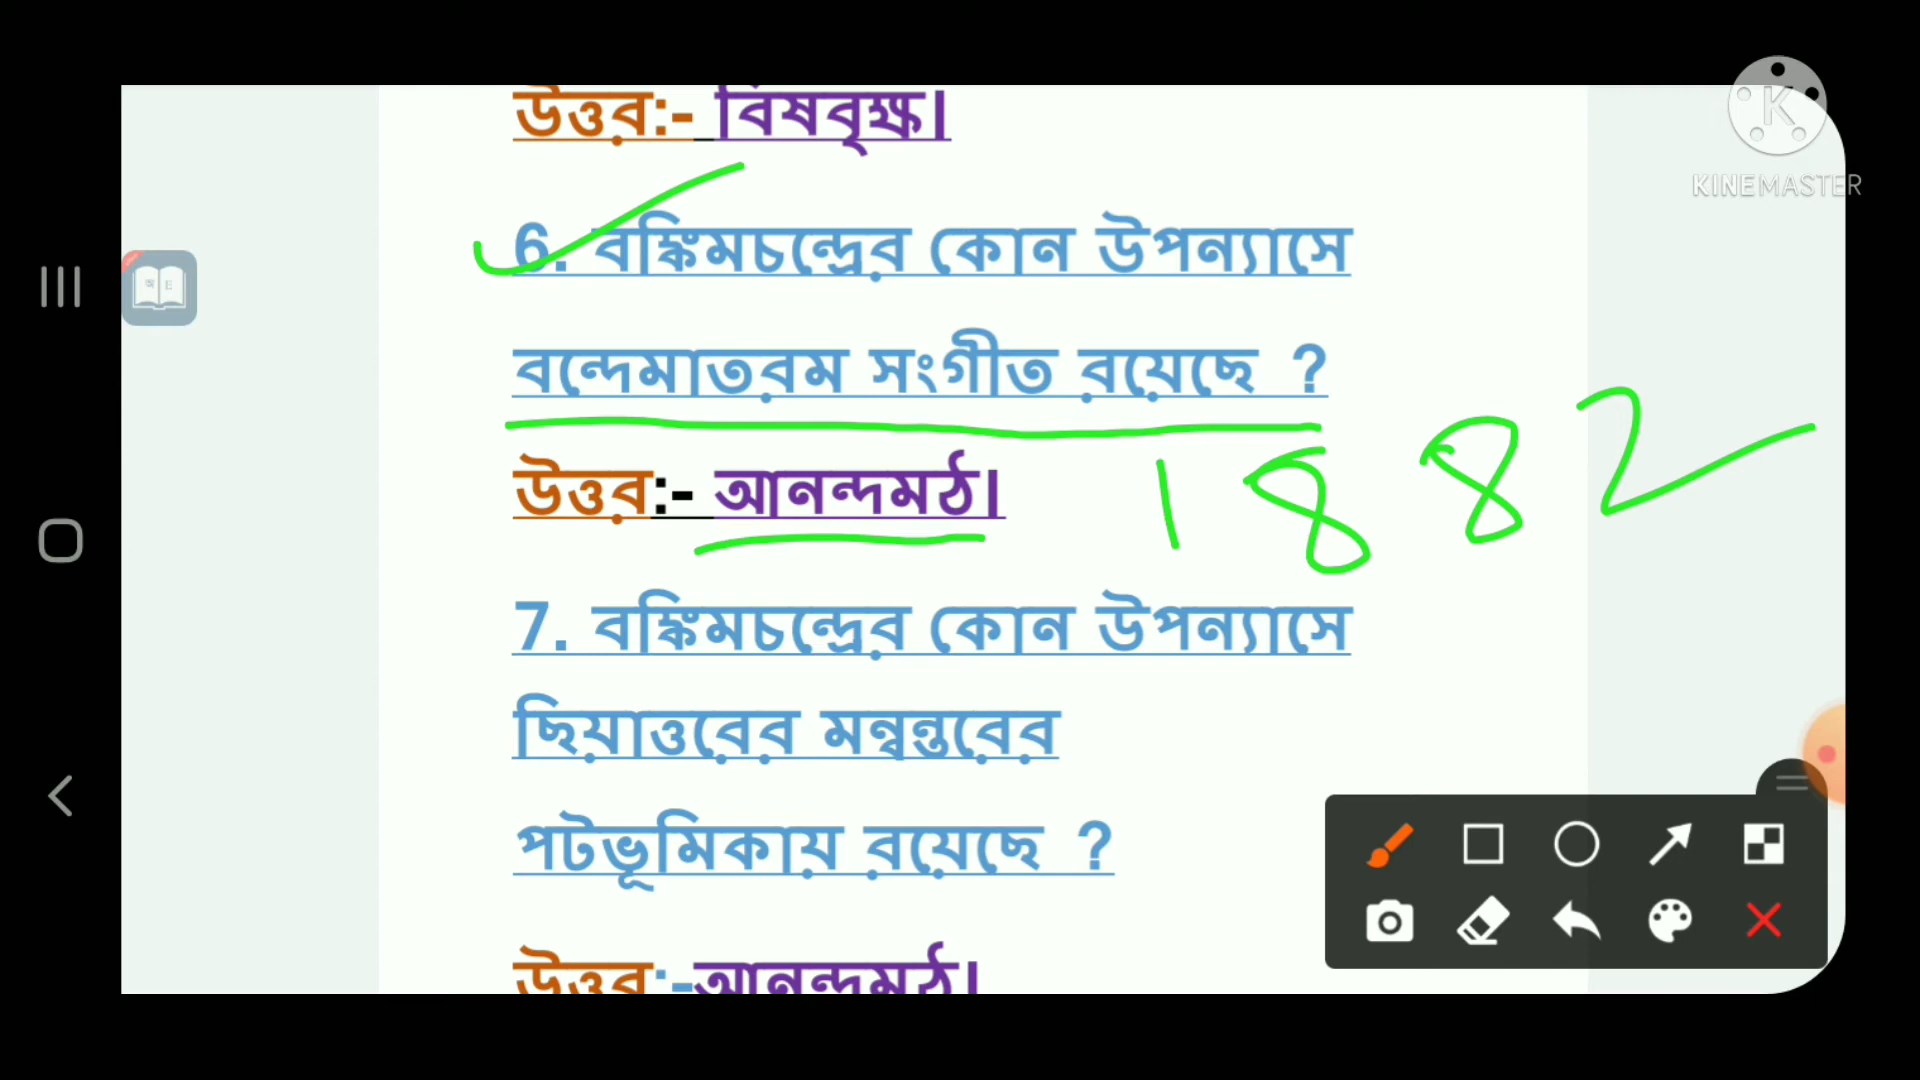 উত্তর:- বিষবৃক্ষ।
KINEMASTER
6. বঙ্কিমচন্দ্রের কোন উপন্যাসে
বন্দেমাতরম সংগীত রয়েছে ?
উত্তর:- আনন্দমঠ।
1882
7. বঙ্কিমচন্দ্রের কোন উপন্যাসে
ছিয়াত্তরের মন্বন্তরের
পটভূমিকায় রয়েছে ?
উত্তর:-আনন্দমঠ।